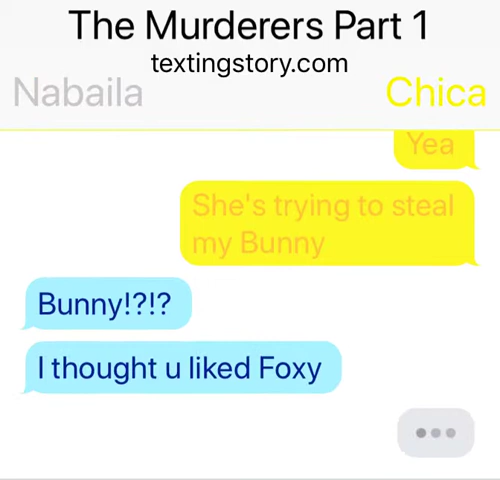 The Murderers Part 1
textingstory.com
Nabaila
Chica
Yea
She's trying to steal
my Bunny
Bunny!?!?
I thought u liked Foxy